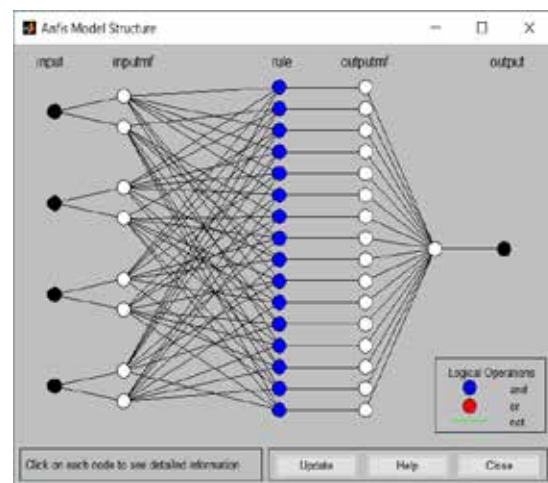 Anfis Model Structure
input inputmf rule outputmf output
Logical Operations
and
or
not
Click on each node to see detailed information
Update Help Close